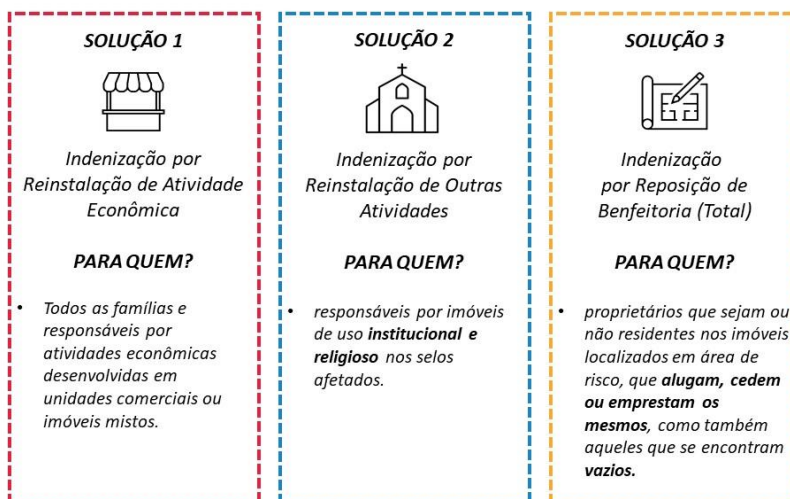 SOLUÇÃO 1
Indenização por
Reinstalação de Atividade
Econômica
PARA QUEM?
• Todos as famílias e
responsáveis por
atividades econômicas
desenvolvidas em
unidades comerciais ou
imóveis mistos.
SOLUÇÃO 2
Indenização por
Reinstalação de Outras
Atividades
PARA QUEM?
• responsáveis por imóveis
de uso institucional e
religioso nos selos
afetados.
SOLUÇÃO 3
Indenização
por Reposição de
Benfeitoria (Total)
PARA QUEM?
• proprietários que sejam ou
não residentes nos imóveis
localizados em área de
risco, que alugam, cedem
ou emprestam os
mesmos, como também
aqueles que se encontram
vazios.